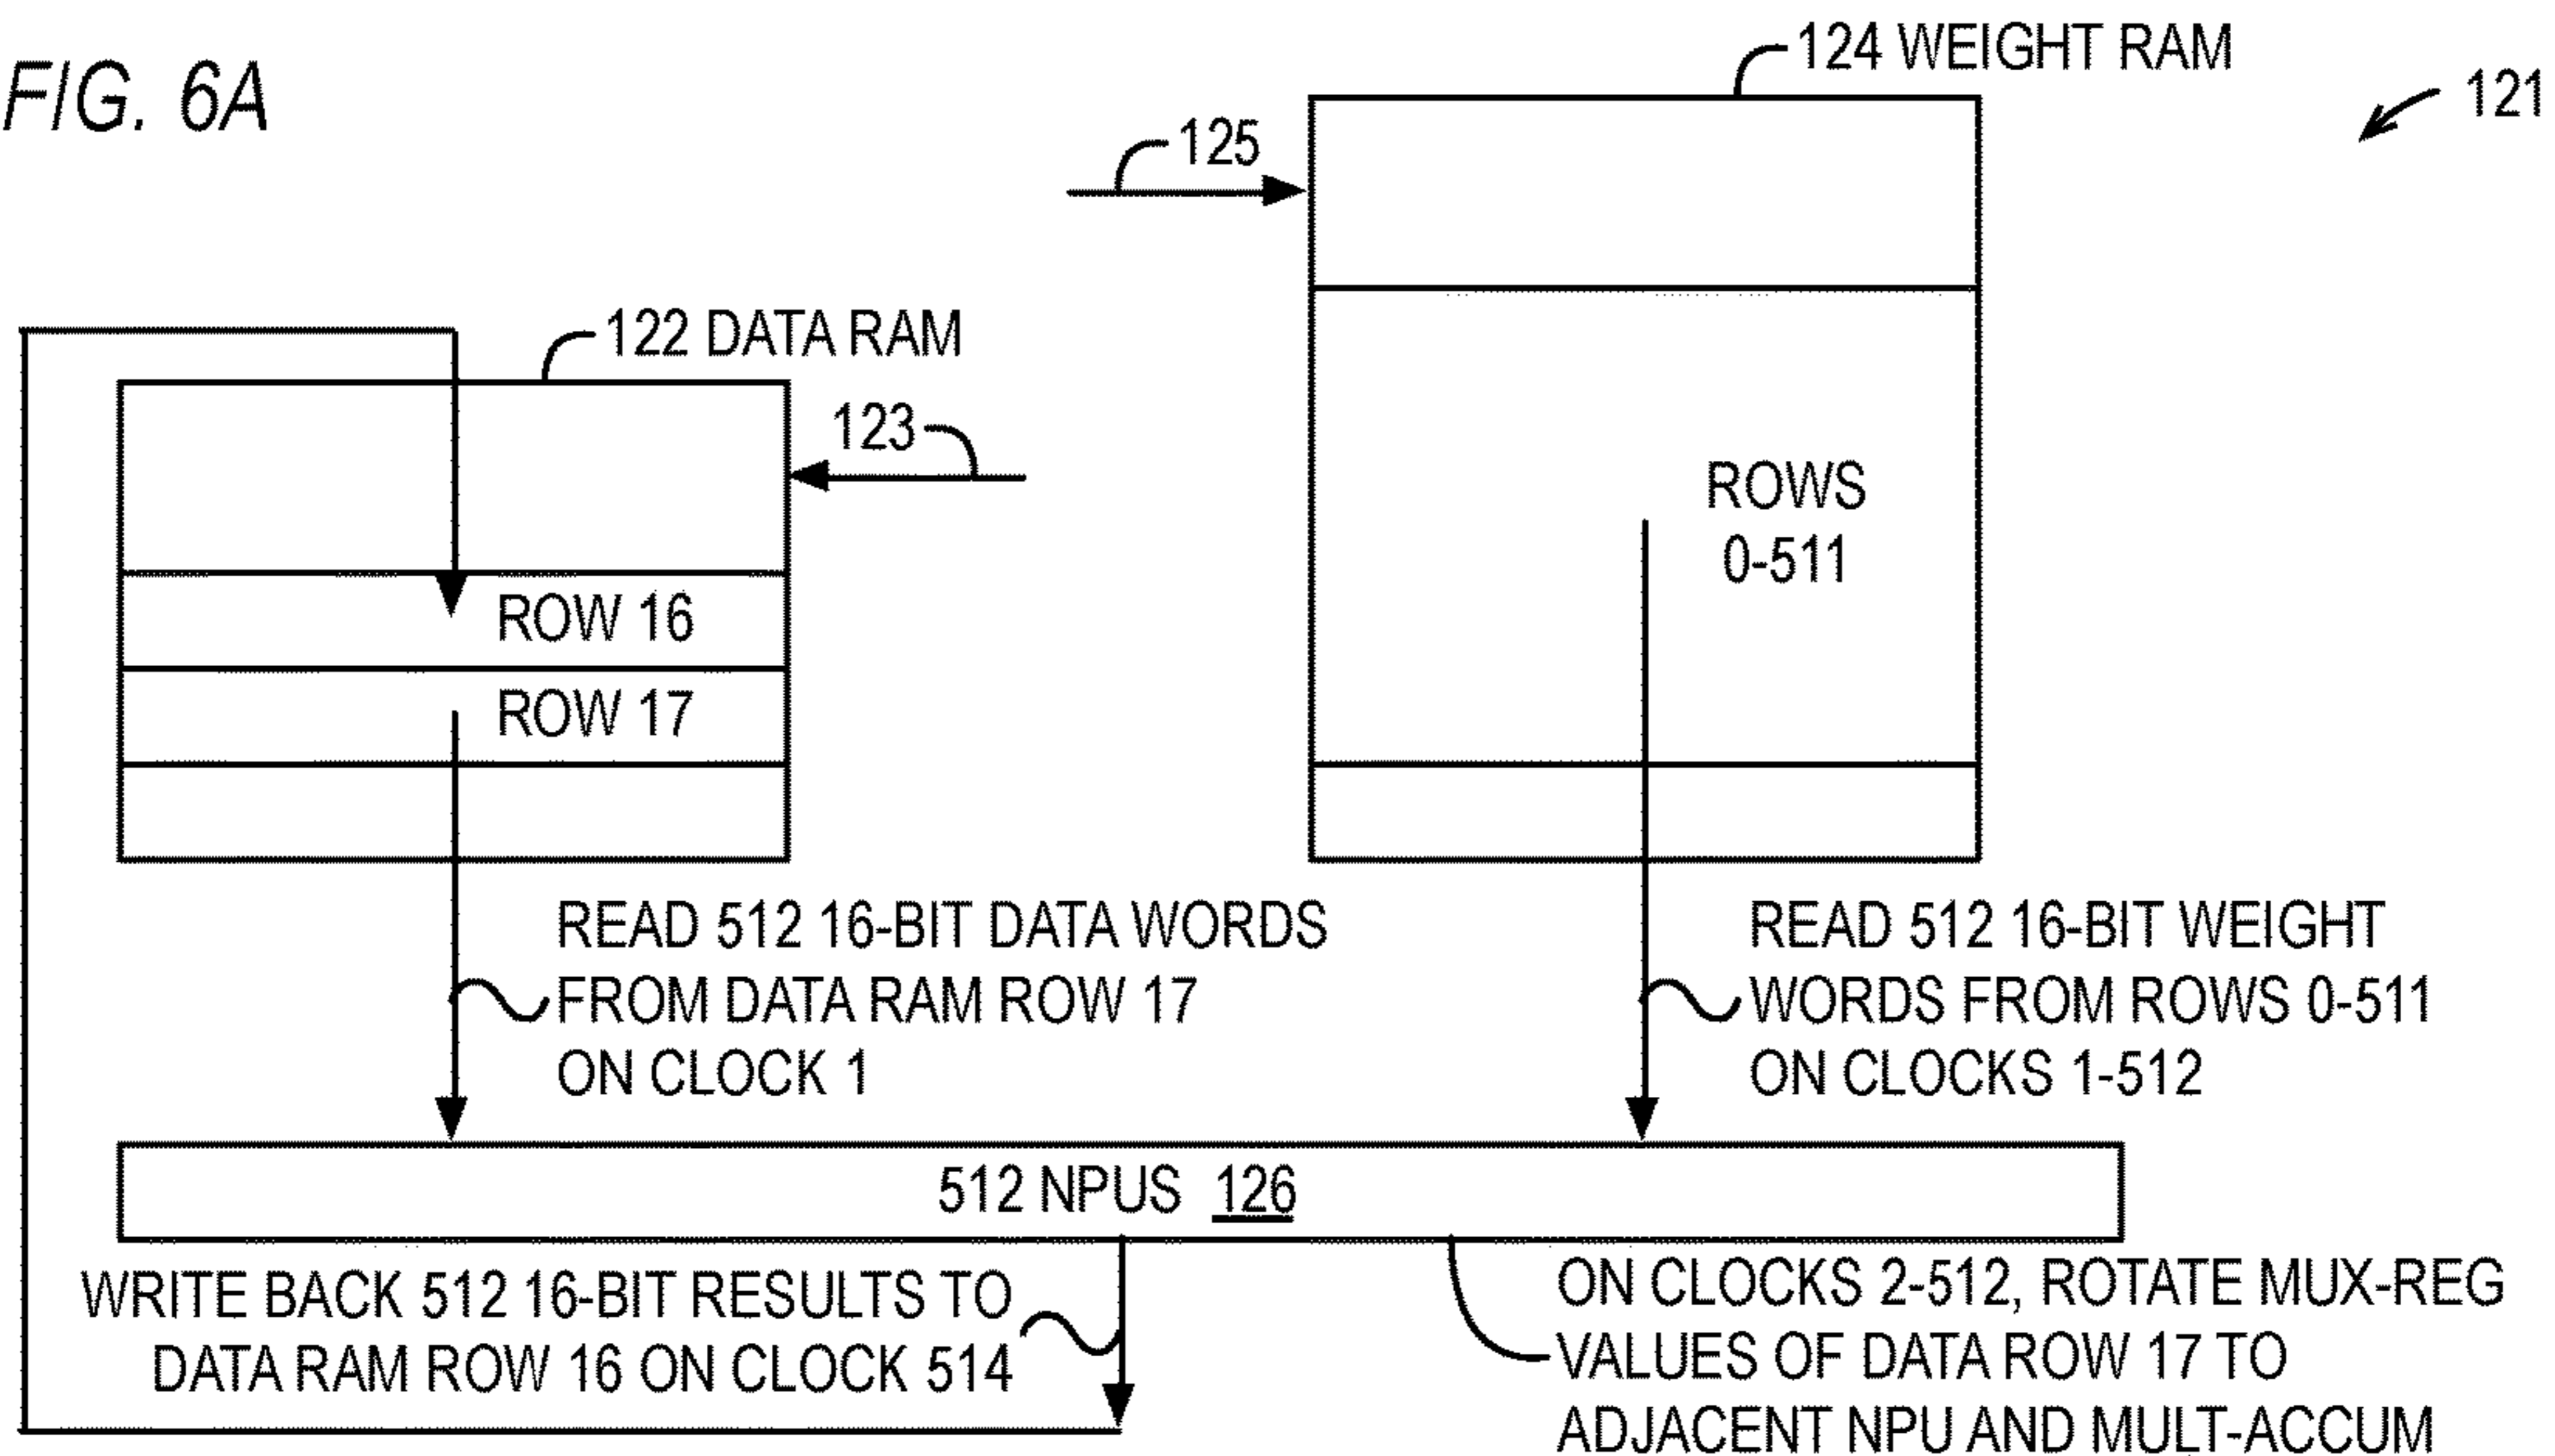 FIG. 6A
124 WEIGHT RAM
121
125
122 DATA RAM
123
ROWS
0-511
ROW 16
ROW 17
READ 512 16-BIT DATA WORDS
FROM DATA RAM ROW 17
ON CLOCK 1
READ 512 16-BIT WEIGHT
WORDS FROM ROWS 0-511
ON CLOCKS 1-512
512 NPUS 126
WRITE BACK 512 16-BIT RESULTS TO
DATA RAM ROW 16 ON CLOCK 514
ON CLOCKS 2-512, ROTATE MUX-REG
VALUES OF DATA ROW 17 TO
ADJACENT NPU AND MULT-ACCUM